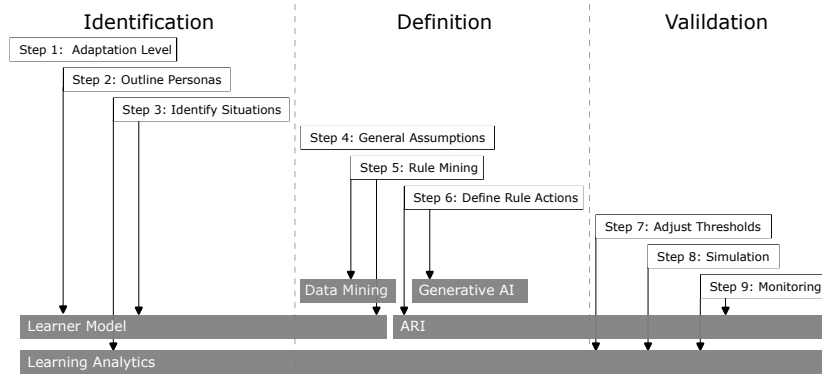 Identification
Definition
Valildation
Step 1: Adaptation Level
Step 2: Outline Personas
Step 3: Identify Situations
Step 4: General Assumptions
Step 5: Rule Mining
Step 6: Define Rule Actions
Step 7: Adjust Thresholds
Step 8: Simulation
Step 9: Monitoring
Data Mining
Generative AI
Learner Model
ARI
Learning Analytics